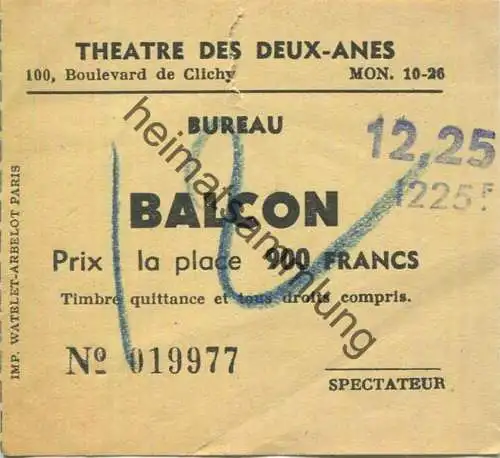 THEATRE DES DEUX-ANES
100, Boulevard de Clichy MON. 10-26
BUREAU
12,25
1225 F
BALCON
Prix la place 900 FRANCS
Timbre quittance et tous droits compris.
Nº 019977
SPECTATEUR
IMP. WATELET-ARBELOT PARIS
heimatsammlung